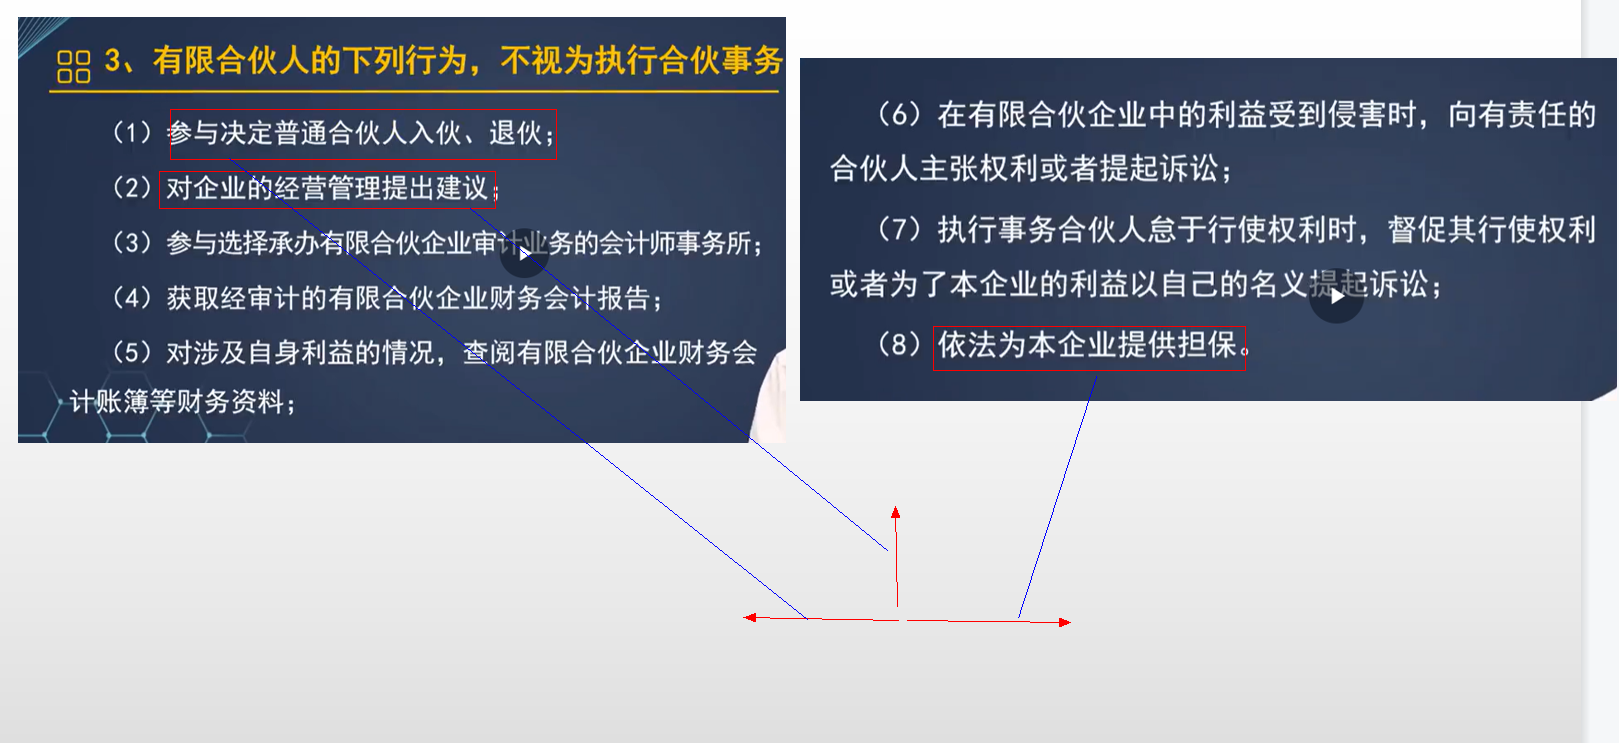 3、有限合伙人的下列行为，不视为执行合伙事务
（1）参与决定普通合伙人入伙、退伙；
（2）对企业的经营管理提出建议；
（3）参与选择承办有限合伙企业审计业务的会计师事务所；
（4）获取经审计的有限合伙企业财务会计报告；
（5）对涉及自身利益的情况，查阅有限合伙企业财务会
计账簿等财务资料；
（6）在有限合伙企业中的利益受到侵害时，向有责任的
合伙人主张权利或者提起诉讼；
（7）执行事务合伙人怠于行使权利时，督促其行使权利
或者为了本企业的利益以自己的名义提起诉讼；
（8）依法为本企业提供担保。